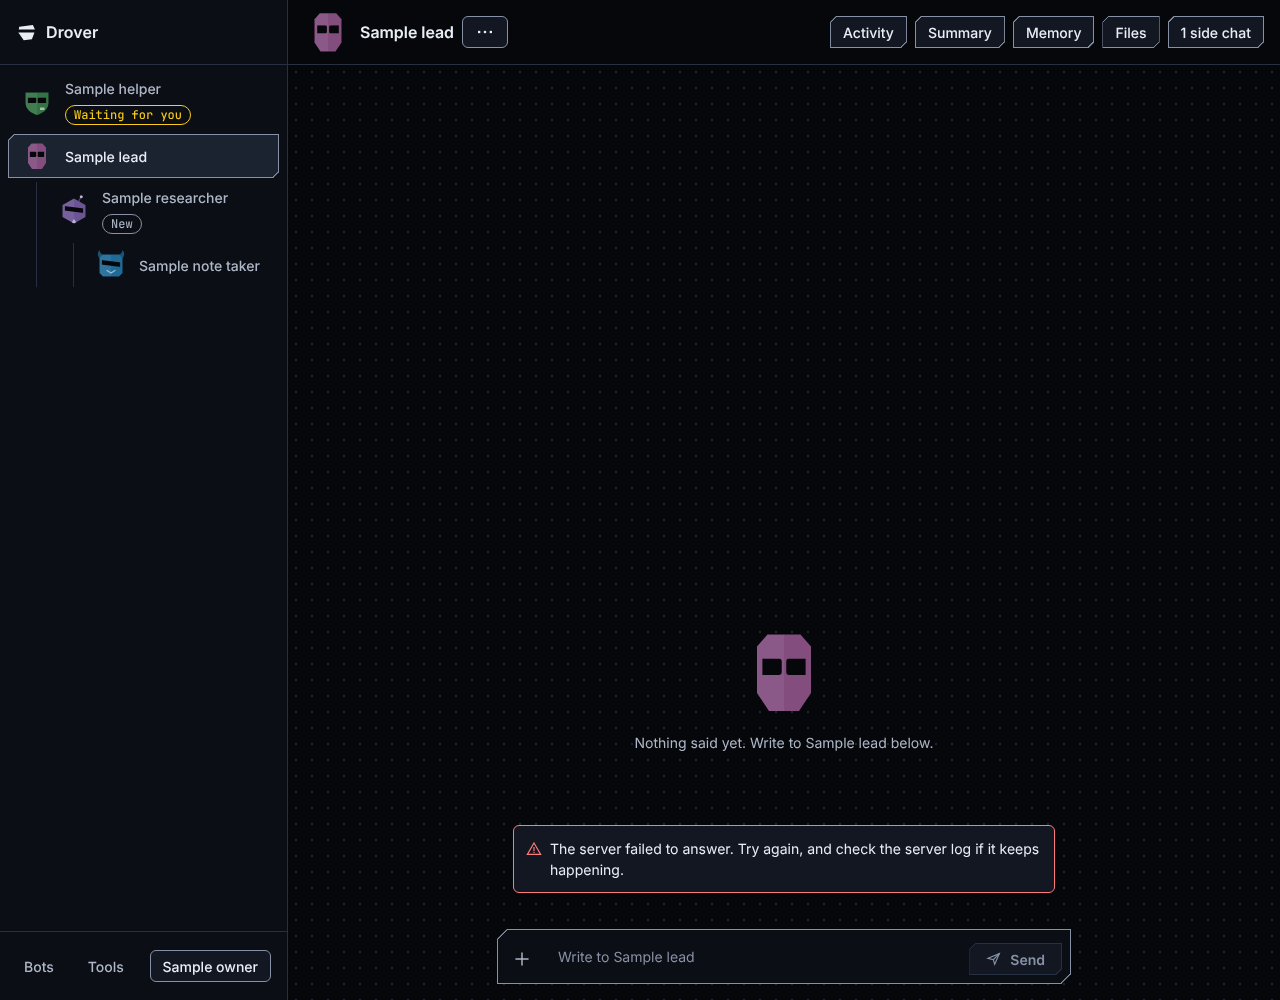 Drover
Sample helper
Waiting for you
Sample lead
Sample researcher
New
Sample note taker
Bots
Tools
Sample owner
Sample lead
...
Activity
Summary
Memory
Files
1 side chat
Nothing said yet. Write to Sample lead below.
The server failed to answer. Try again, and check the server log if it keeps
happening.
Write to Sample lead
Send